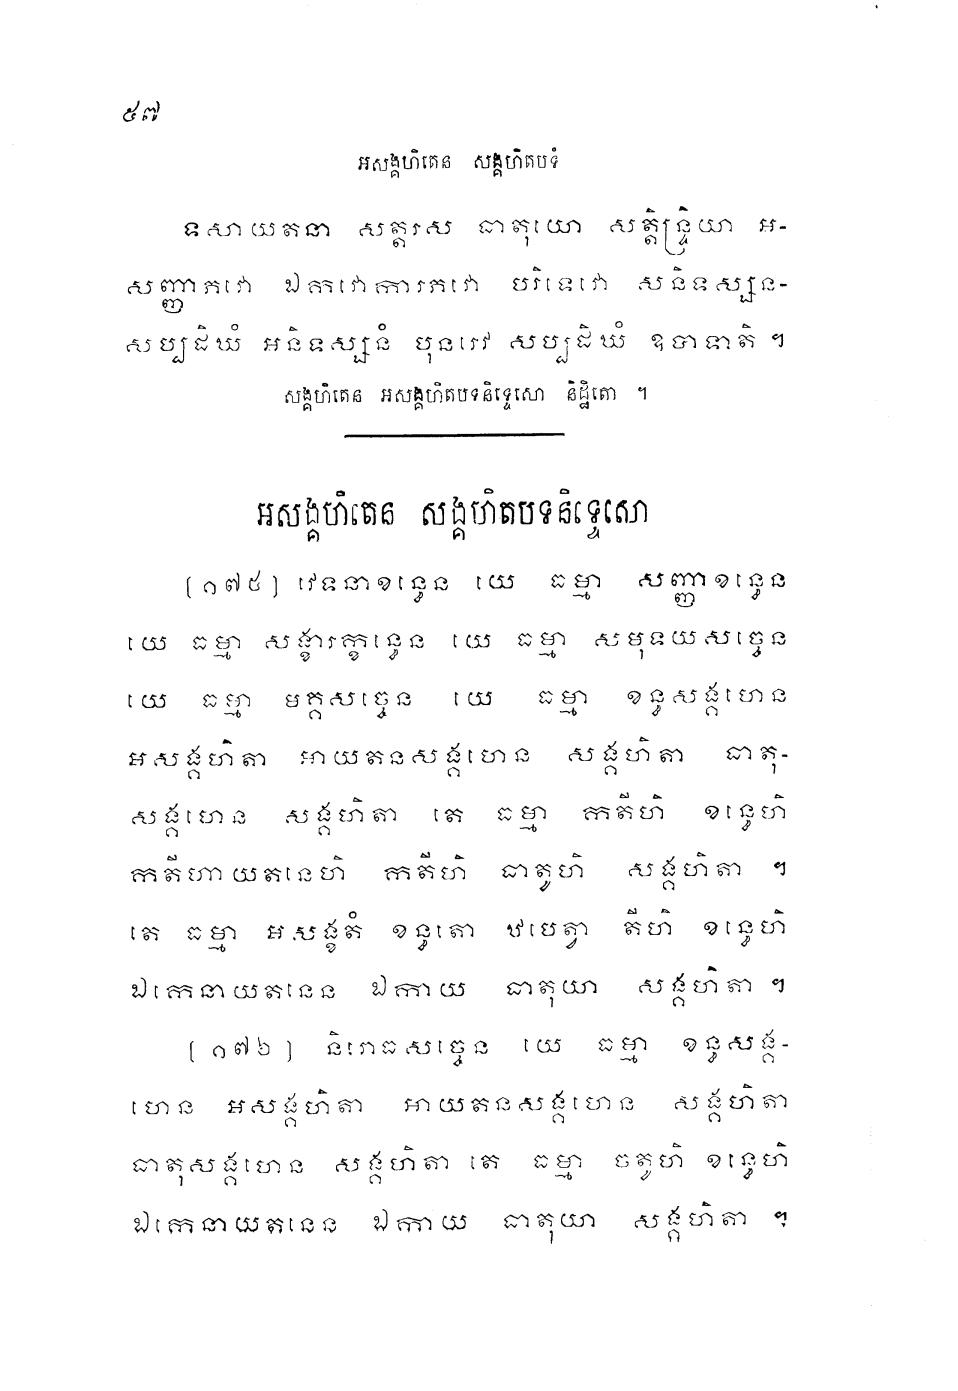 ៥៧
អសង្គហិតេន សង្គហិតបទំ
ទសាយតនា សត្តរស ធាតុយោ សត្តិន្ទ្រិយា អ-
សញ្ញាភវោ ឯកវោការភវោ បរិទេវោ សនិទស្សន-
សប្បដិឃំ អនិទស្សនំ បុនរេវ សប្បដិឃំ ឧបាទាតិ ។
សង្គហិតេន អសង្គហិតបទនិទ្ទេសោ និដ្ឋិតោ ។
អសង្គហិតេន សង្គហិតបទនិទ្ទេសោ
[១៧៥] វេទនាខន្ធេន យេ ធម្មា សញ្ញាខន្ធេន
យេ ធម្មា សង្ខារក្ខន្ធេន យេ ធម្មា សមុទយសច្ចេន
យេ ធម្មា មគ្គសច្ចេន យេ ធម្មា ខន្ធសង្គហេន
អសង្គហិតា អាយតនសង្គហេន សង្គហិតា ធាតុ-
សង្គហេន សង្គហិតា តេ ធម្មា កតីហិ ខន្ធេហិ
កតីហាយតនេហិ កតីហិ ធាតូហិ សង្គហិតា ។
តេ ធម្មា អសង្ខតំ ខន្ធតោ ឋបេត្វា តីហិ ខន្ធេហិ
ឯកេនាយតនេន ឯកាយ ធាតុយា សង្គហិតា ។
[១៧៦] និរោធសច្ចេន យេ ធម្មា ខន្ធសង្គ-
ហេន អសង្គហិតា អាយតនសង្គហេន សង្គហិតា
ធាតុសង្គហេន សង្គហិតា តេ ធម្មា ចតូហិ ខន្ធេហិ
ឯកេនាយតនេន ឯកាយ ធាតុយា សង្គហិតា ។